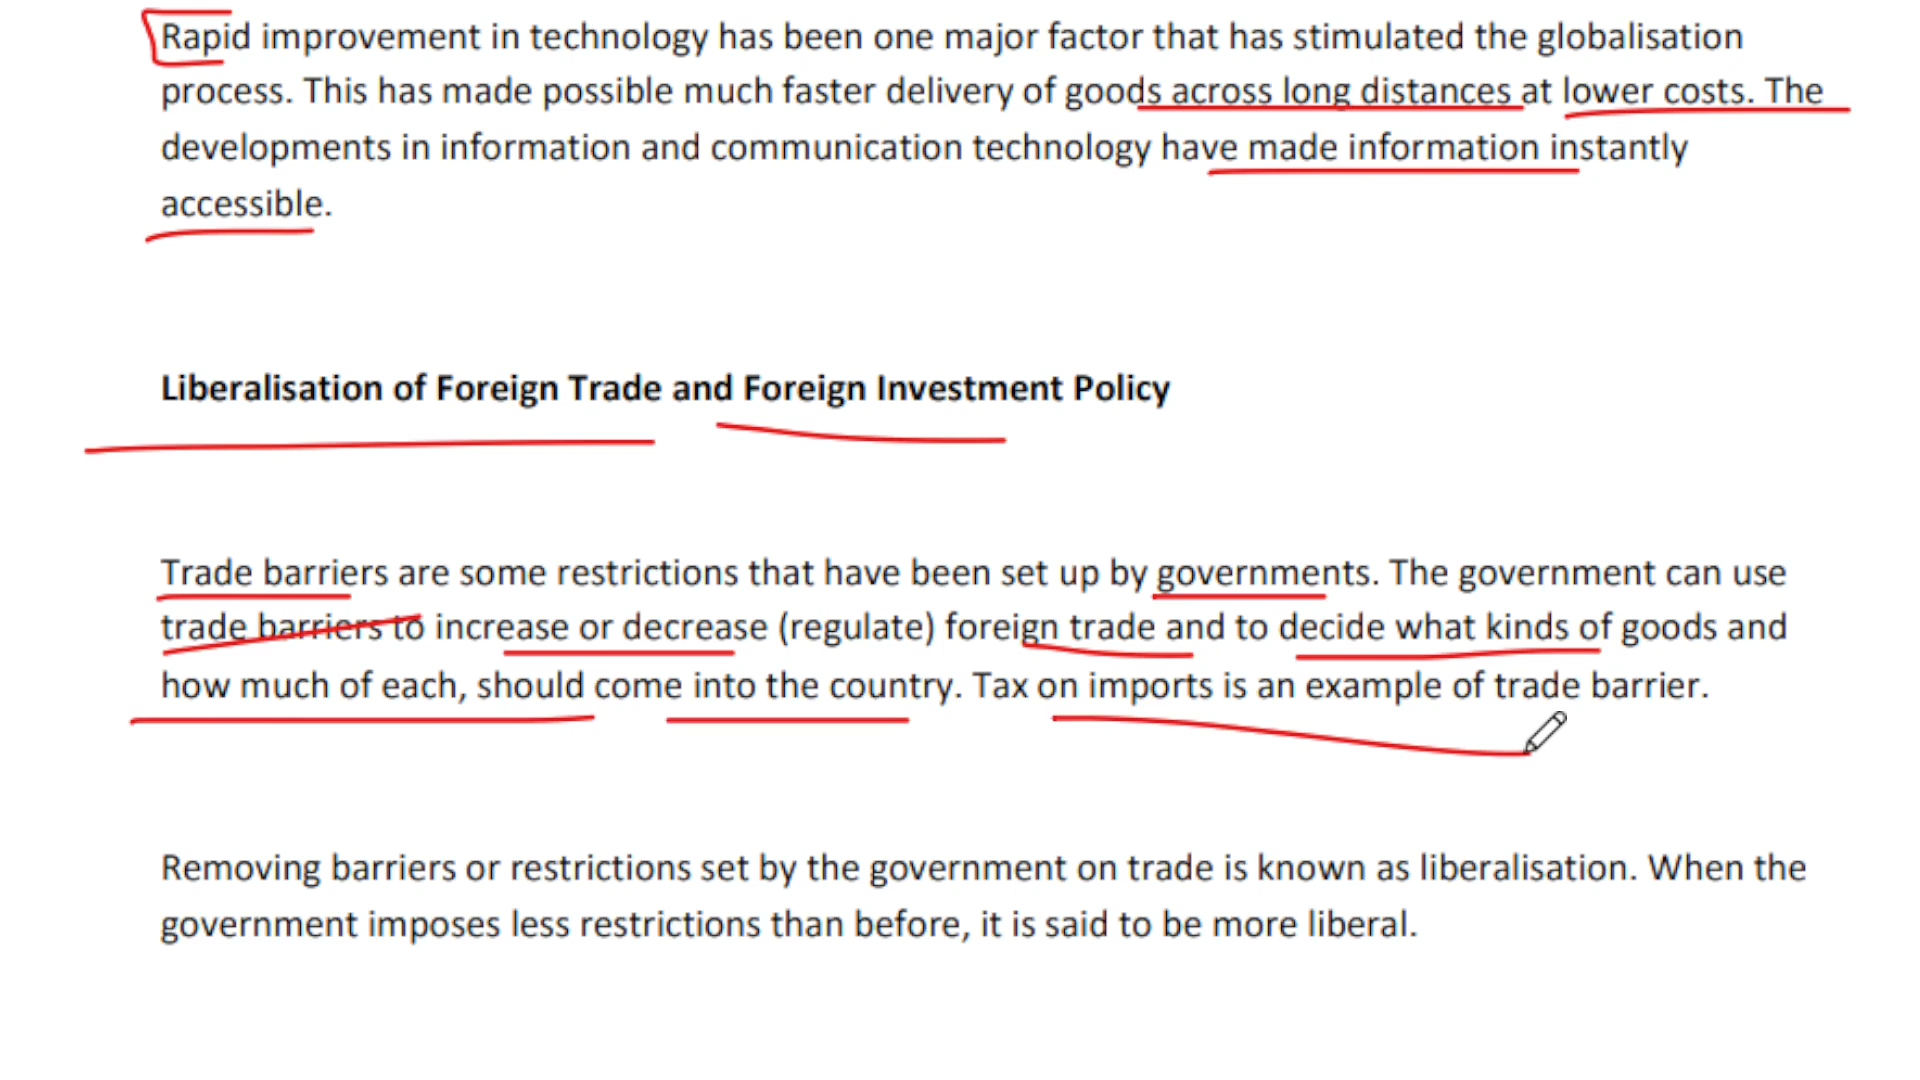 Rapid improvement in technology has been one major factor that has stimulated the globalisation
process. This has made possible much faster delivery of goods across long distances at lower costs. The
developments in information and communication technology have made information instantly
accessible.
Liberalisation of Foreign Trade and Foreign Investment Policy
Trade barriers are some restrictions that have been set up by governments. The government can use
trade barriers to increase or decrease (regulate) foreign trade and to decide what kinds of goods and
how much of each, should come into the country. Tax on imports is an example of trade barrier.
Removing barriers or restrictions set by the government on trade is known as liberalisation. When the
government imposes less restrictions than before, it is said to be more liberal.